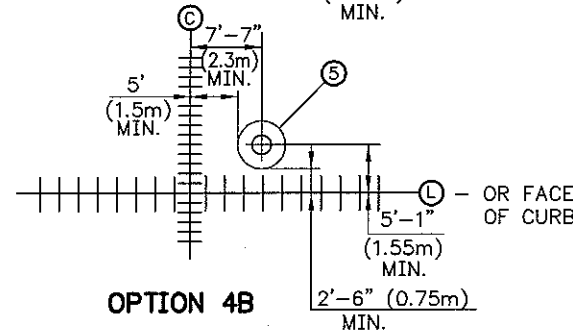 MIN.
C
7'-7"
(2.3m)
MIN.
5'
(1.5m)
MIN.
5
L - OR FACE
OF CURB
5'-1"
(1.55m)
MIN.
OPTION 4B
2'-6" (0.75m)
MIN.